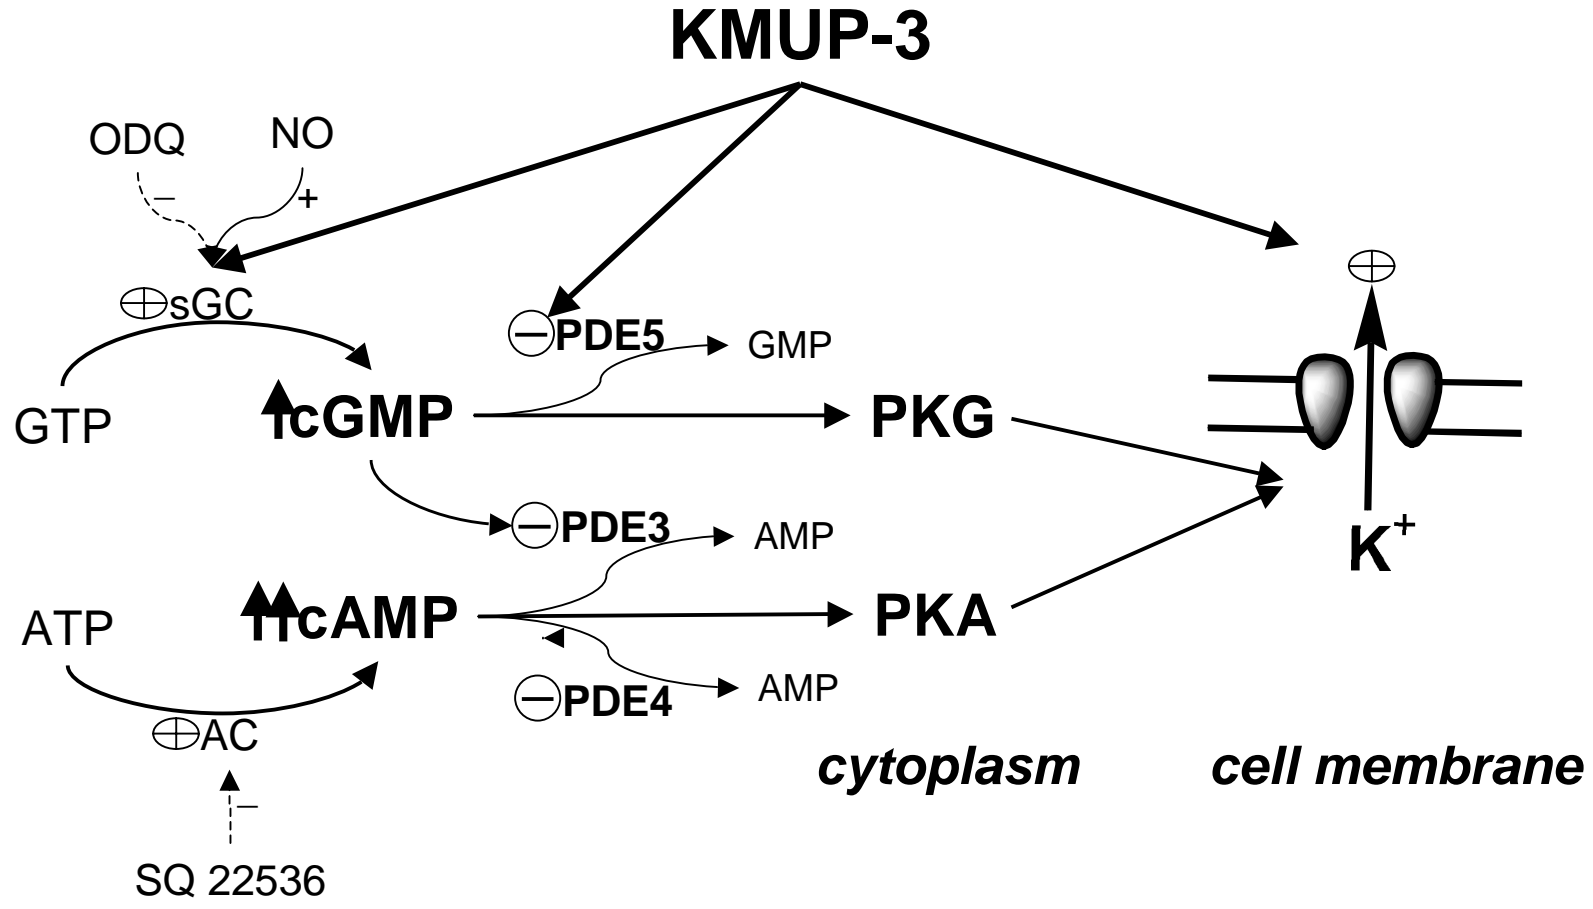 KMUP-3
ODQ
NO
–
+
sGC
PDE5
GMP
GTP
cGMP
PKG
PDE3
AMP
K+
ATP
cAMP
PKA
PDE4
AMP
AC
cytoplasm
cell membrane
–
SQ 22536